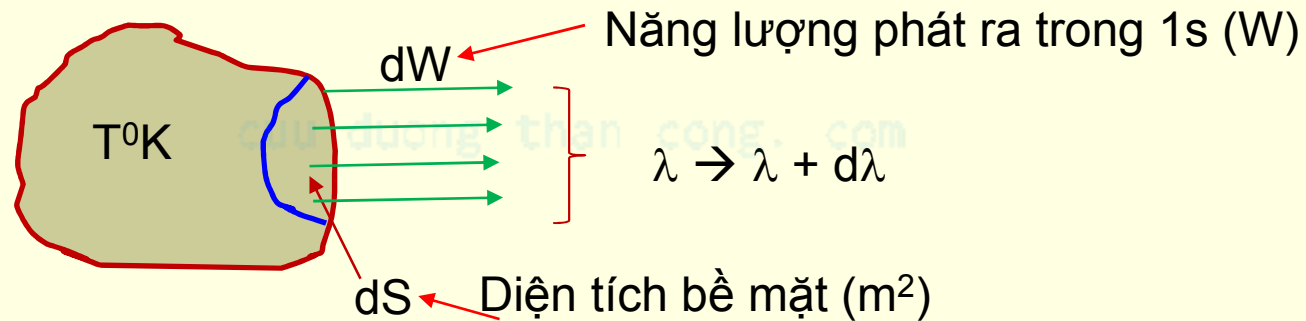 Năng lượng phát ra trong 1s (W)
dW
T⁰K
cuu duong than cong. com
λ → λ + dλ
dS
Diện tích bề mặt (m²)